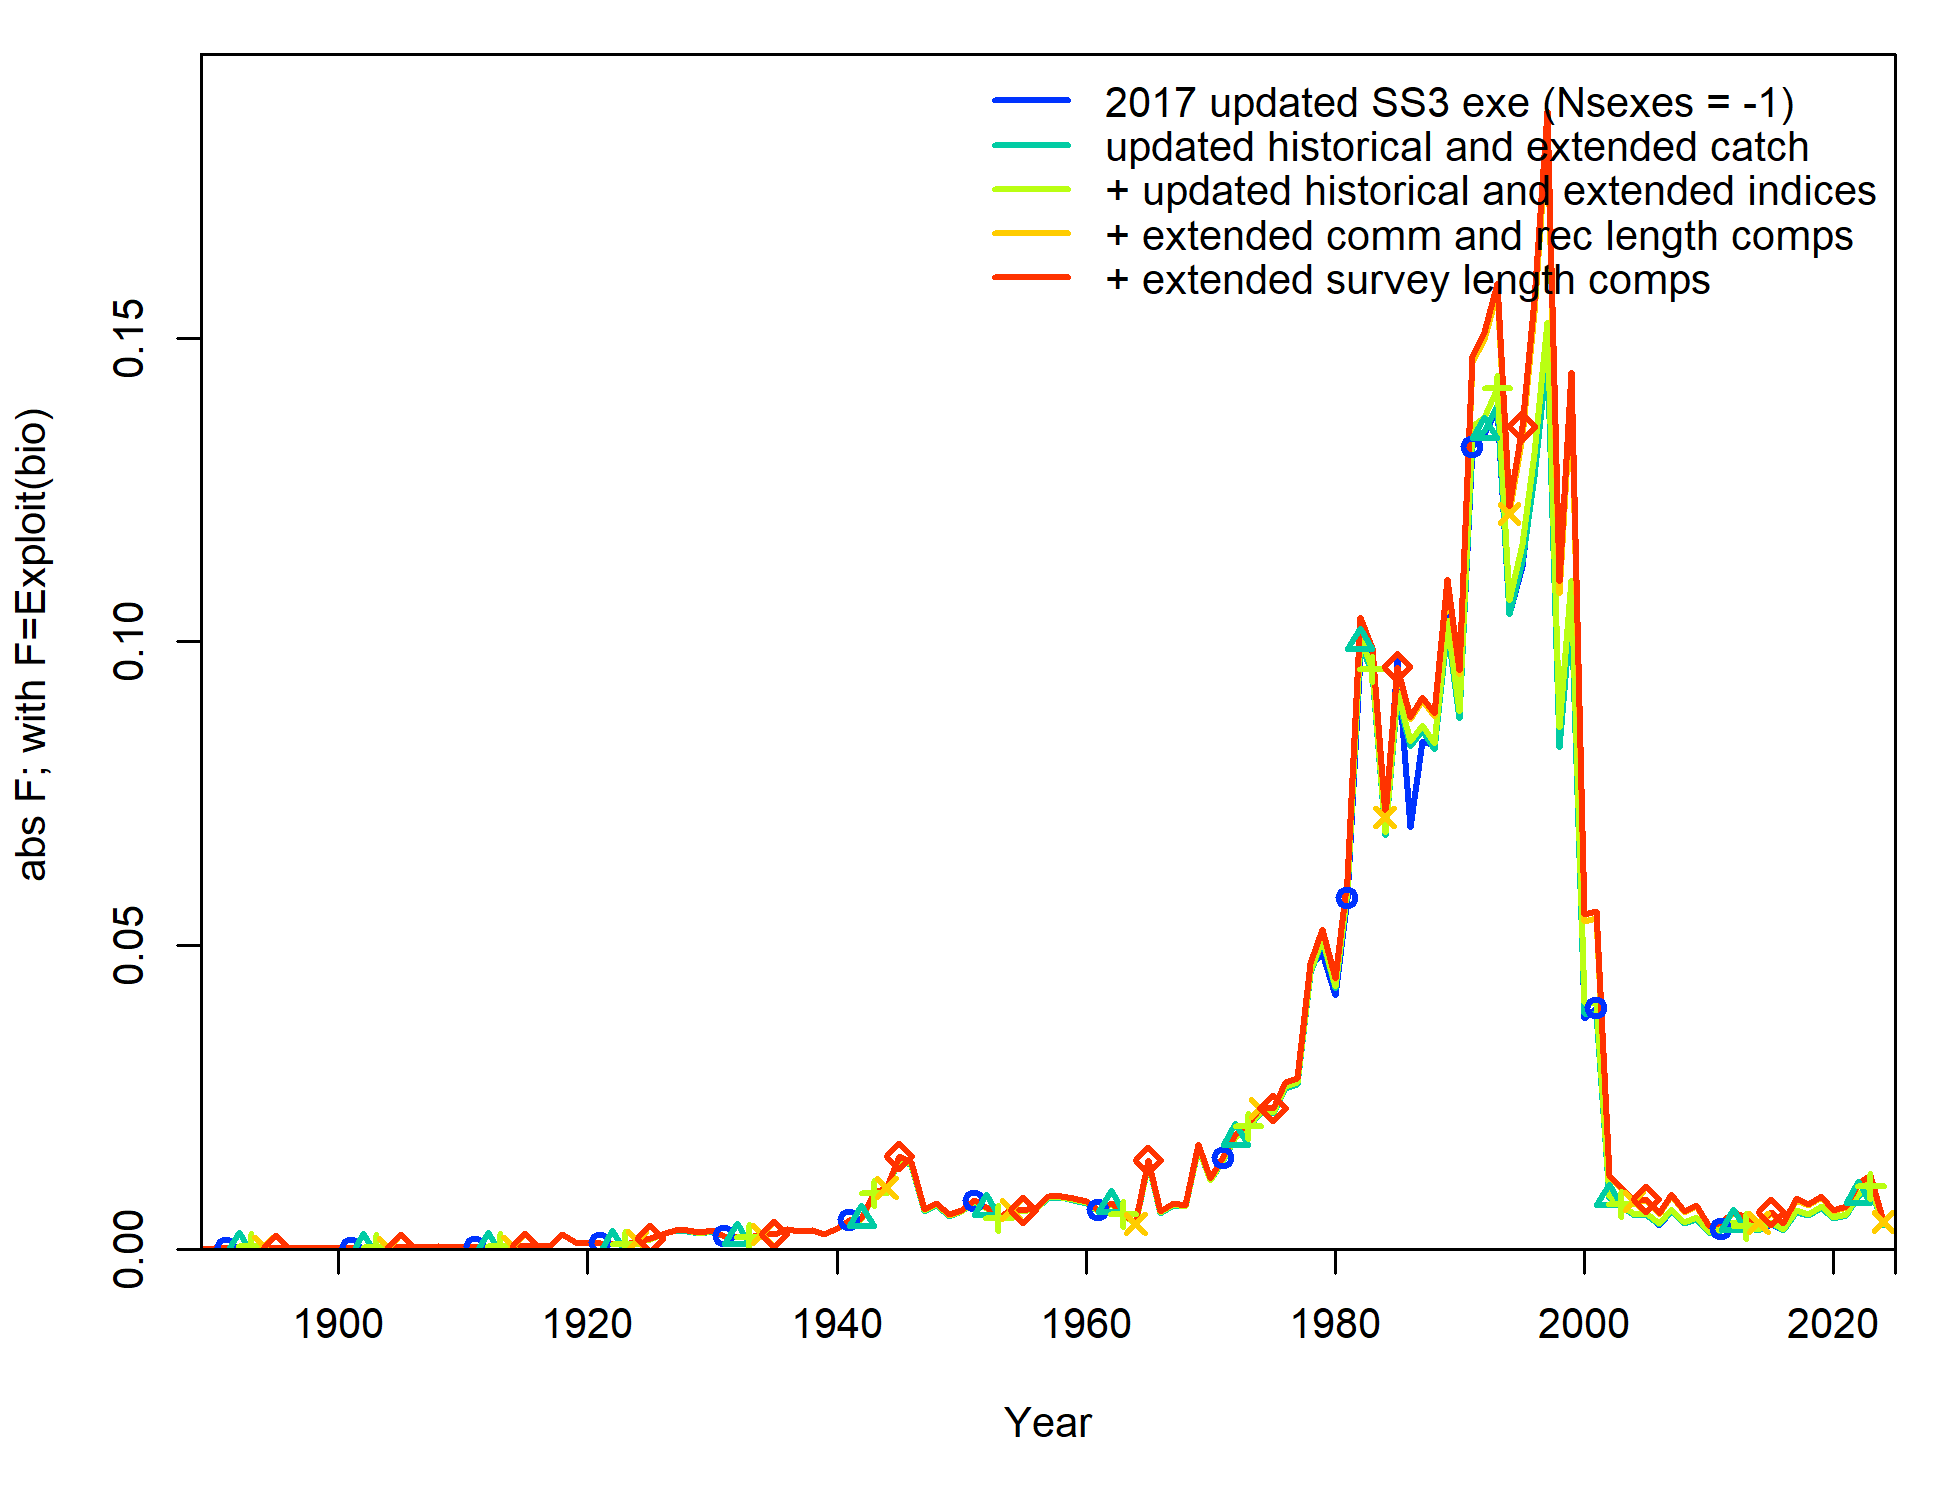 2017 updated SS3 exe (Nsexes = -1)
updated historical and extended catch
+ updated historical and extended indices
+ extended comm and rec length comps
+ extended survey length comps
abs F; with F=Exploit(bio)
0.15
0.10
0.05
0.00
1900
1920
1940
1960
1980
2000
2020
Year